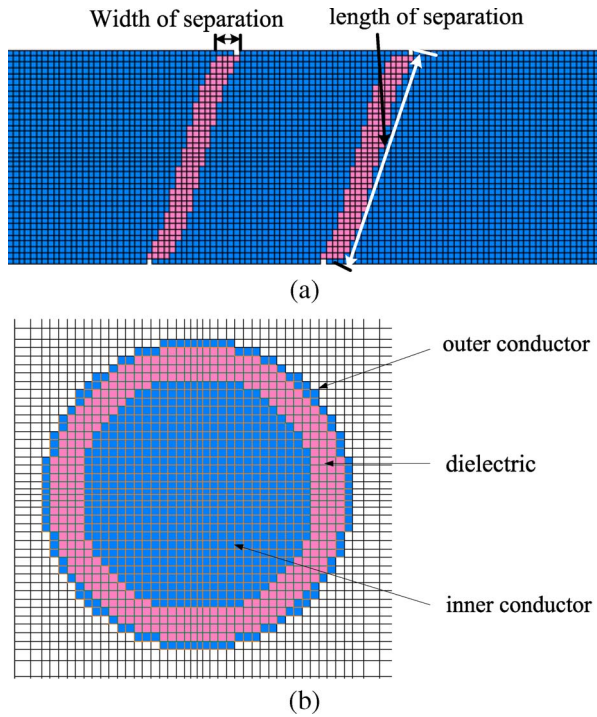 Width of separation
length of separation
(a)
outer conductor
dielectric
inner conductor
(b)